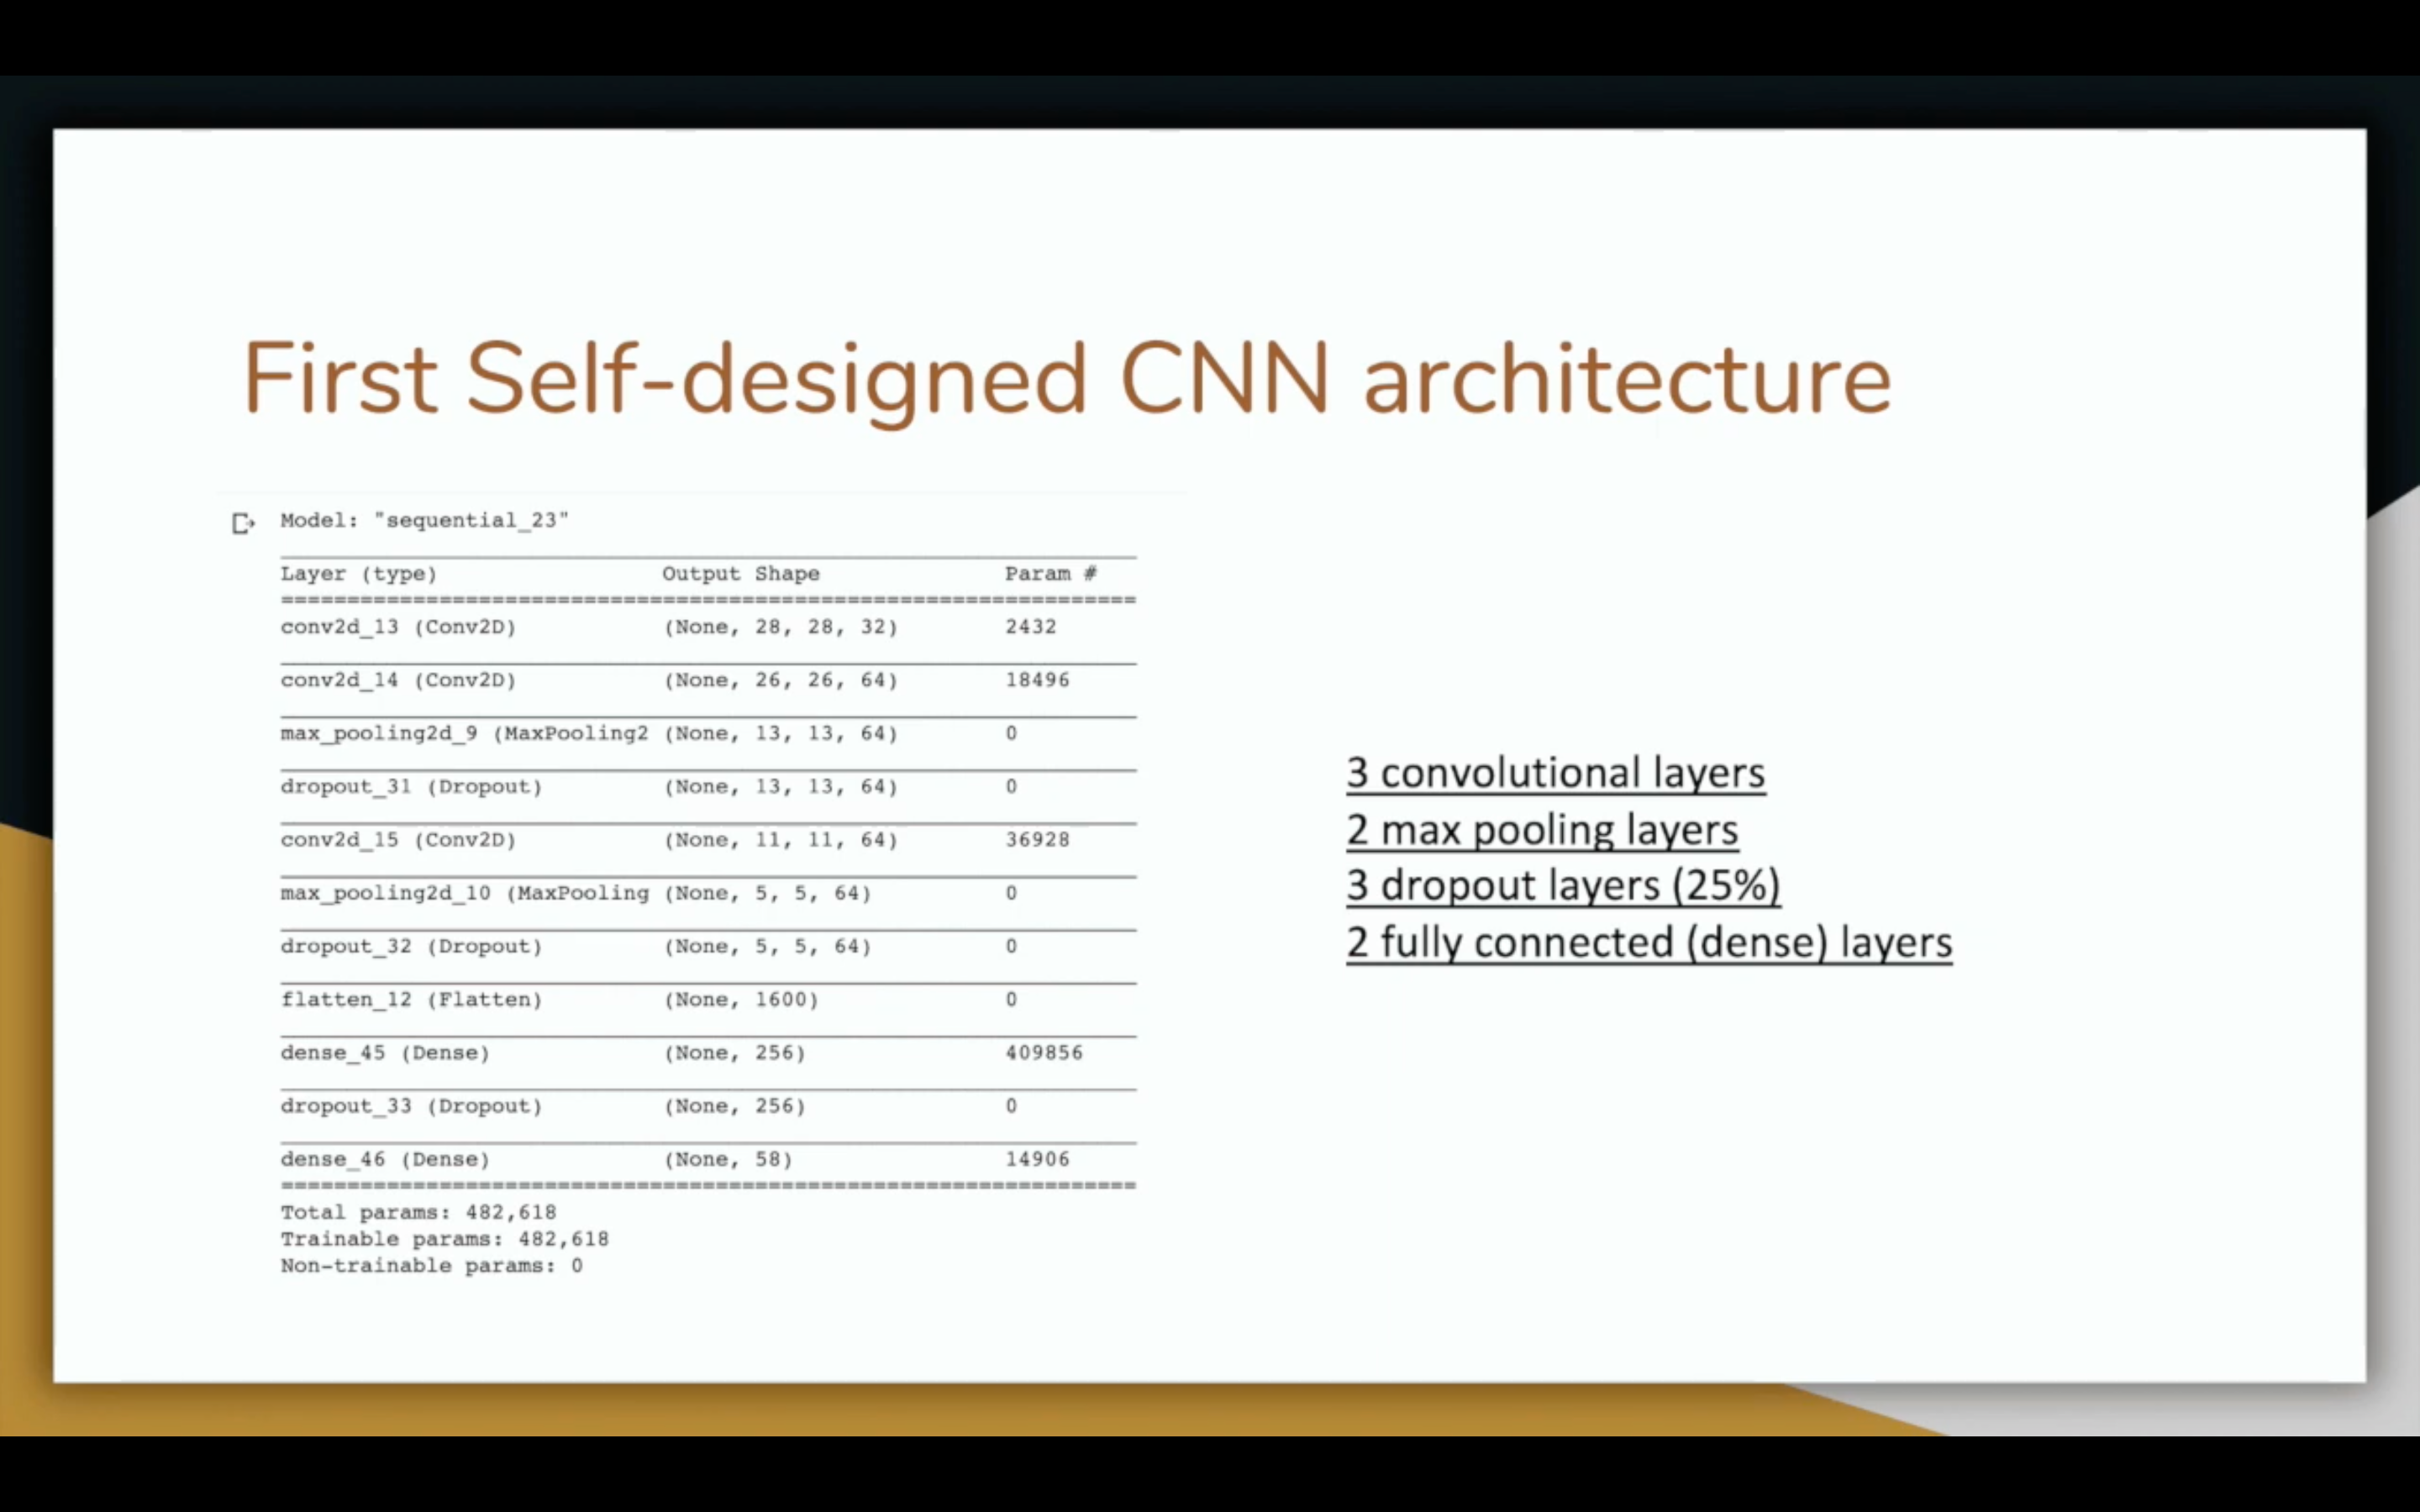 First Self-designed CNN architecture
Model: "sequential_23"
Layer (type) Output Shape Param #
conv2d_13 (Conv2D) (None, 28, 28, 32) 2432
conv2d_14 (Conv2D) (None, 26, 26, 64) 18496
max_pooling2d_9 (MaxPooling2 (None, 13, 13, 64) 0
dropout_31 (Dropout) (None, 13, 13, 64) 0
conv2d_15 (Conv2D) (None, 11, 11, 64) 36928
max_pooling2d_10 (MaxPooling (None, 5, 5, 64) 0
dropout_32 (Dropout) (None, 5, 5, 64) 0
flatten_12 (Flatten) (None, 1600) 0
dense_45 (Dense) (None, 256) 409856
dropout_33 (Dropout) (None, 256) 0
dense_46 (Dense) (None, 58) 14906
Total params: 482,618
Trainable params: 482,618
Non-trainable params: 0
3 convolutional layers
2 max pooling layers
3 dropout layers (25%)
2 fully connected (dense) layers